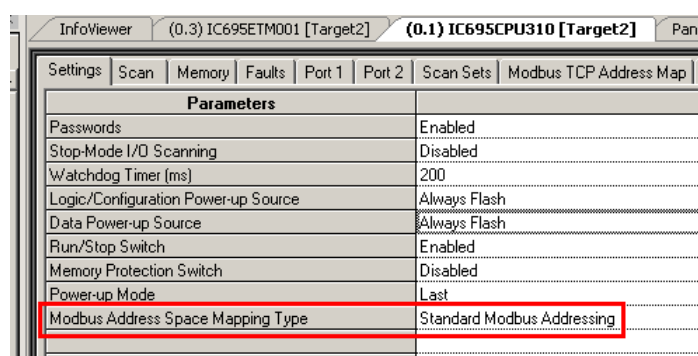 InfoViewer (0.3) IC695ETM001 [Target2] (0.1) IC695CPU310 [Target2] Pan
Settings Scan Memory Faults Port 1 Port 2 Scan Sets Modbus TCP Address Map
Parameters
Passwords Enabled
Stop-Mode I/O Scanning Disabled
Watchdog Timer (ms) 200
Logic/Configuration Power-up Source Always Flash
Data Power-up Source Always Flash
Run/Stop Switch Enabled
Memory Protection Switch Disabled
Power-up Mode Last
Modbus Address Space Mapping Type Standard Modbus Addressing